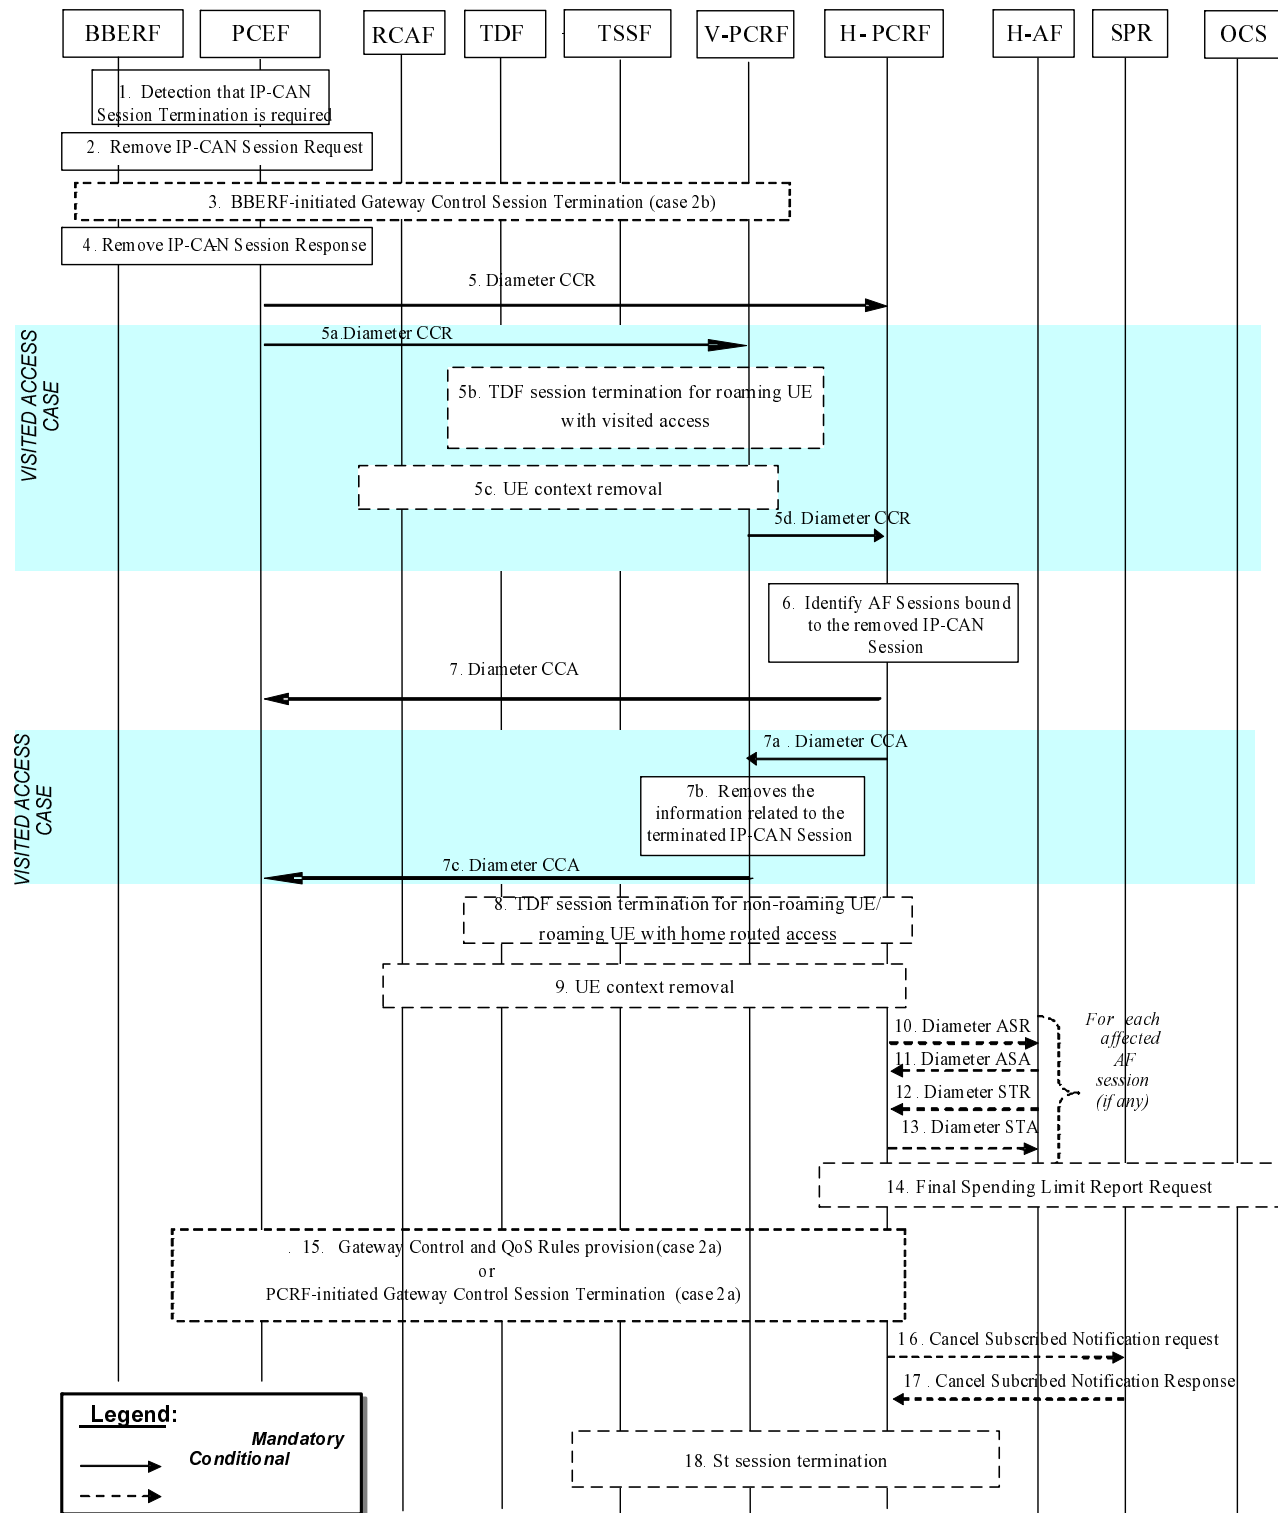 BBERF PCEF RCAF TDF TSSF V-PCRF H-PCRF H-AF SPR OCS
1. Detection that IP-CAN
Session Termination is required
2. Remove IP-CAN Session Request
3. BBERF-initiated Gateway Control Session Termination (case 2b)
4. Remove IP-CAN Session Response
5. Diameter CCR
VISITED ACCESS
CASE
5a.Diameter CCR
5b. TDF session termination for roaming UE
with visited access
5c. UE context removal
5d. Diameter CCR
6. Identify AF Sessions bound
to the removed IP-CAN
Session
7. Diameter CCA
VISITED ACCESS
CASE
7a . Diameter CCA
7b. Removes the
information related to the
terminated IP-CAN Session
7c. Diameter CCA
8. TDF session termination for non-roaming UE/
roaming UE with home routed access
9. UE context removal
10. Diameter ASR
11. Diameter ASA
12. Diameter STR
13. Diameter STA
For each
affected
AF
session
(if any)
14. Final Spending Limit Report Request
. 15. Gateway Control and QoS Rules provision (case 2a)
or
PCRF-initiated Gateway Control Session Termination (case 2a)
16. Cancel Subscribed Notification request
17. Cancel Subcribed Notification Response
18. St session termination
Legend:
Mandatory
Conditional